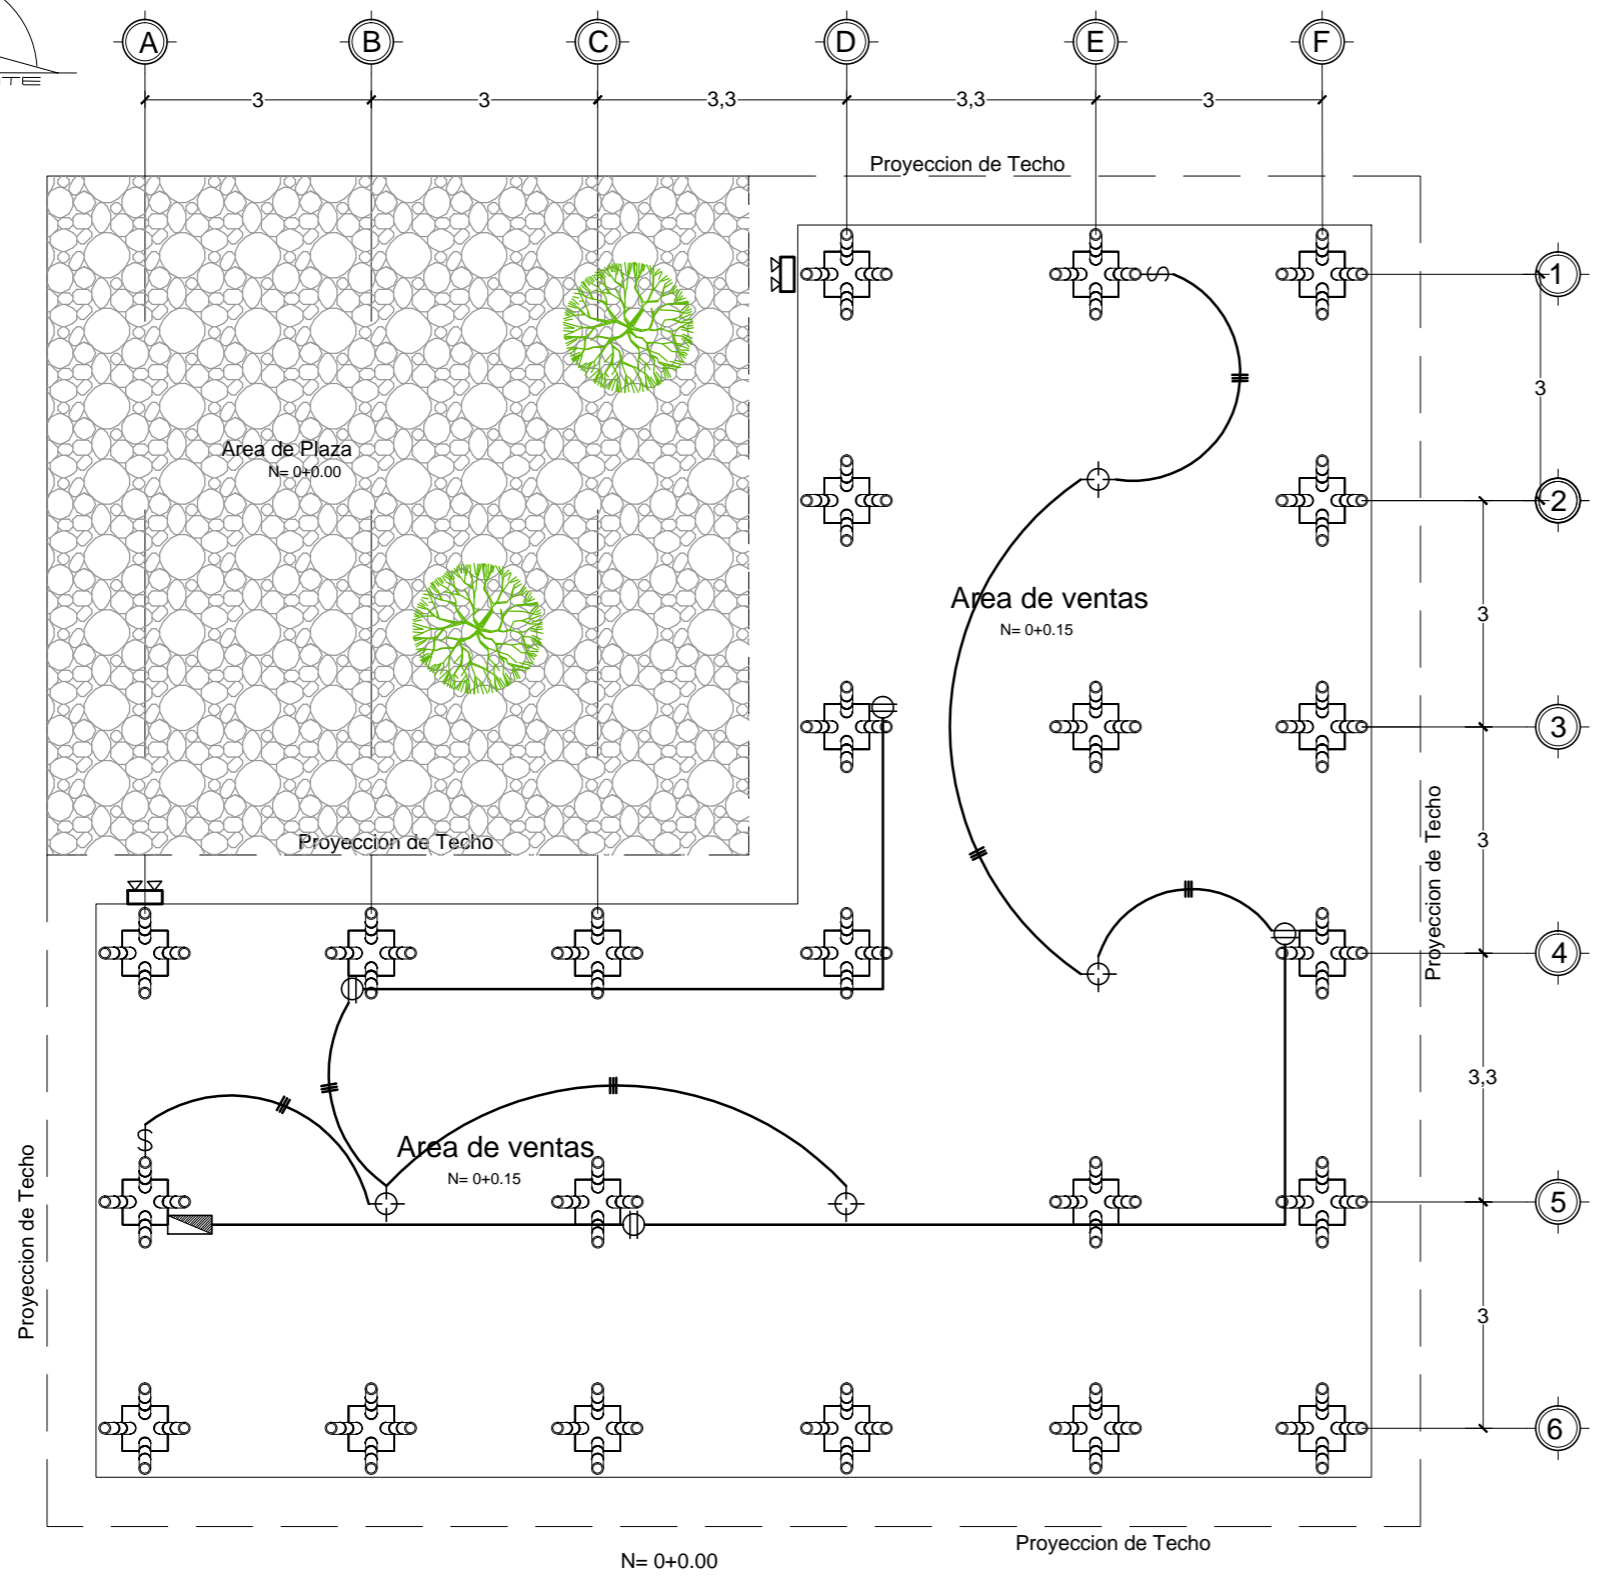 A B C D E F
TE
3 3 3,3 3,3 3
Proyeccion de Techo
1
3
Area de Plaza
N= 0+0.00
2
Area de ventas
N= 0+0.15
3
3
Proyeccion de Techo
3
Proyeccion de Techo
4
3,3
Area de ventas
N= 0+0.15
5
Proyeccion de Techo
3
6
Proyeccion de Techo
N= 0+0.00